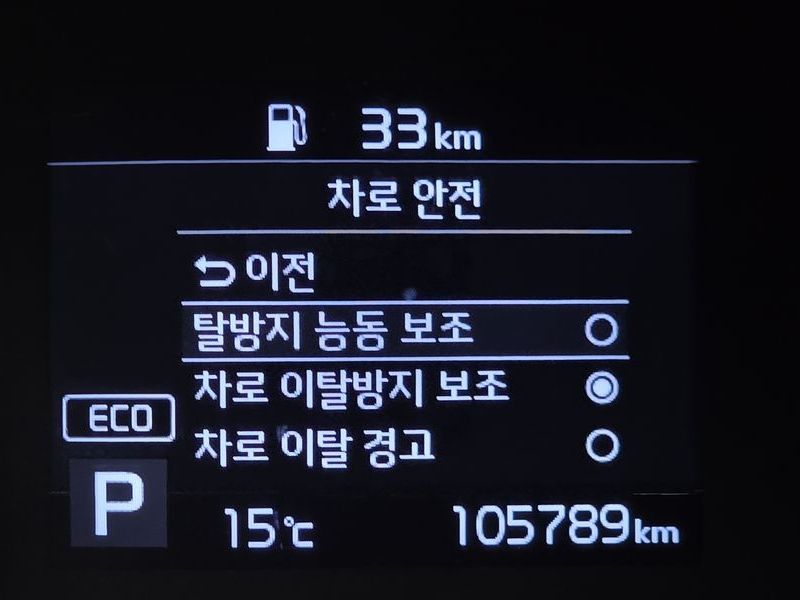 33km
차로 안전
이전
탈방지 능동 보조
차로 이탈방지 보조
ECO
차로 이탈 경고
P
15℃
105789km